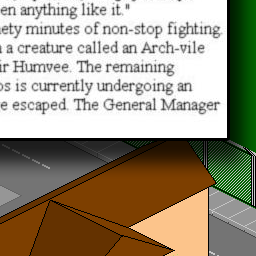 en anything like it."
ety minutes of non-stop fighting.
a creature called an Arch-vile
ir Humvee. The remaining
os is currently undergoing an
e escaped. The General Manager